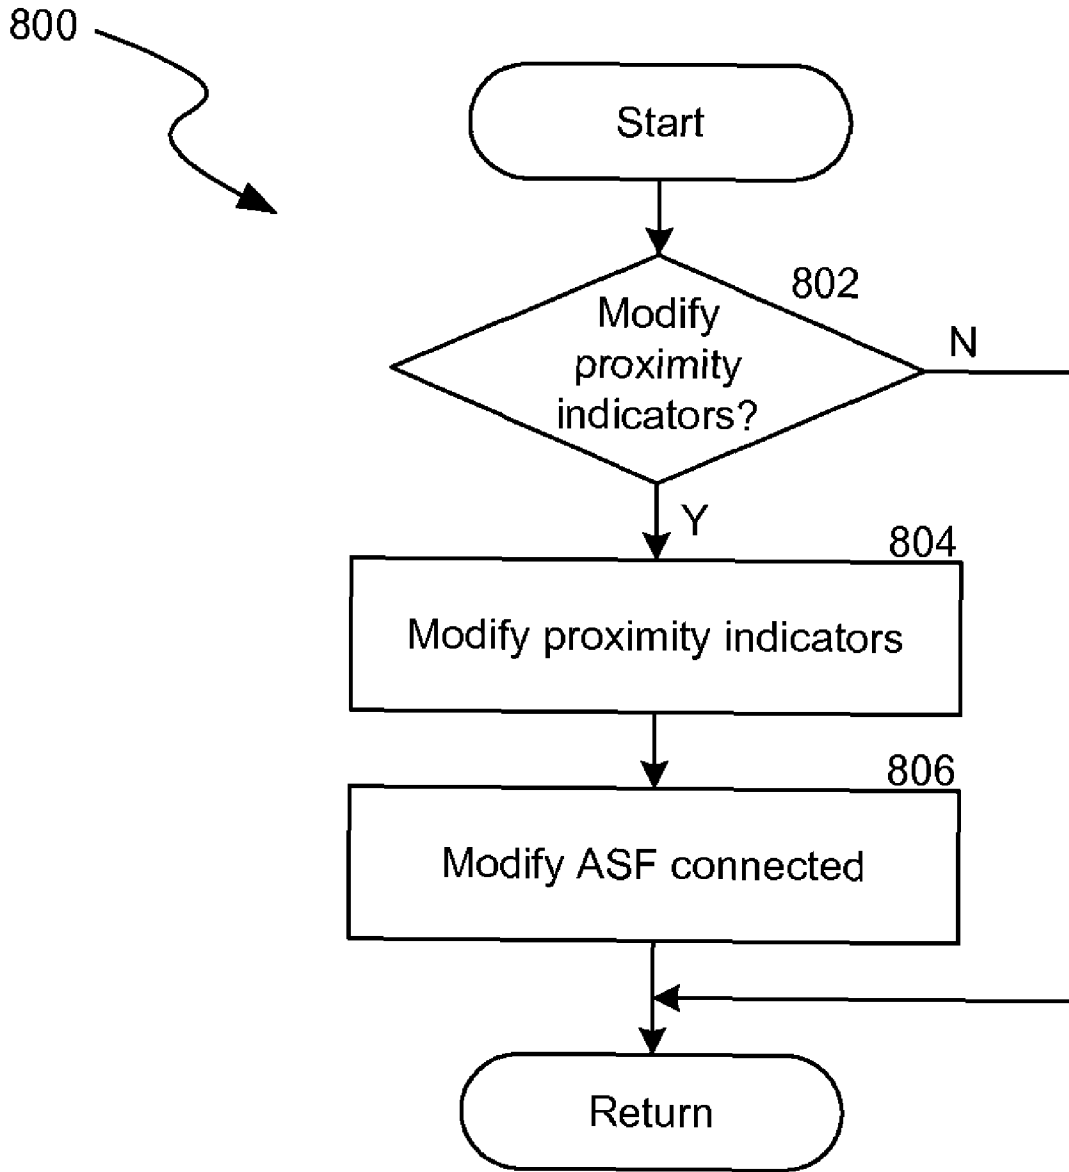 800
Start
802
Modify
proximity
indicators?
N
Y
804
Modify proximity indicators
806
Modify ASF connected
Return